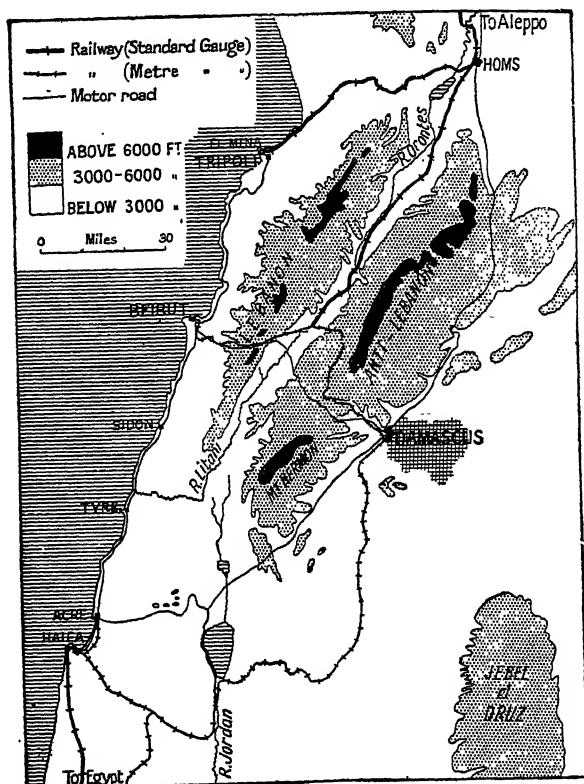 Railway (Standard Gauge)
" (Metre " ")
Motor road
ABOVE 6000 FT
3000-6000 "
BELOW 3000 "
0 Miles 30
To Aleppo
HOMS
EL MINA
TRIPOLI
R. Orontes
LEBANON
ANTI LEBANON
BEIRUT
SIDON
R. Litani
DAMASCUS
HERMON
TYRE
ACRE
HAIFA
JEBEL
el
DRUZ
R. Jordan
To Egypt